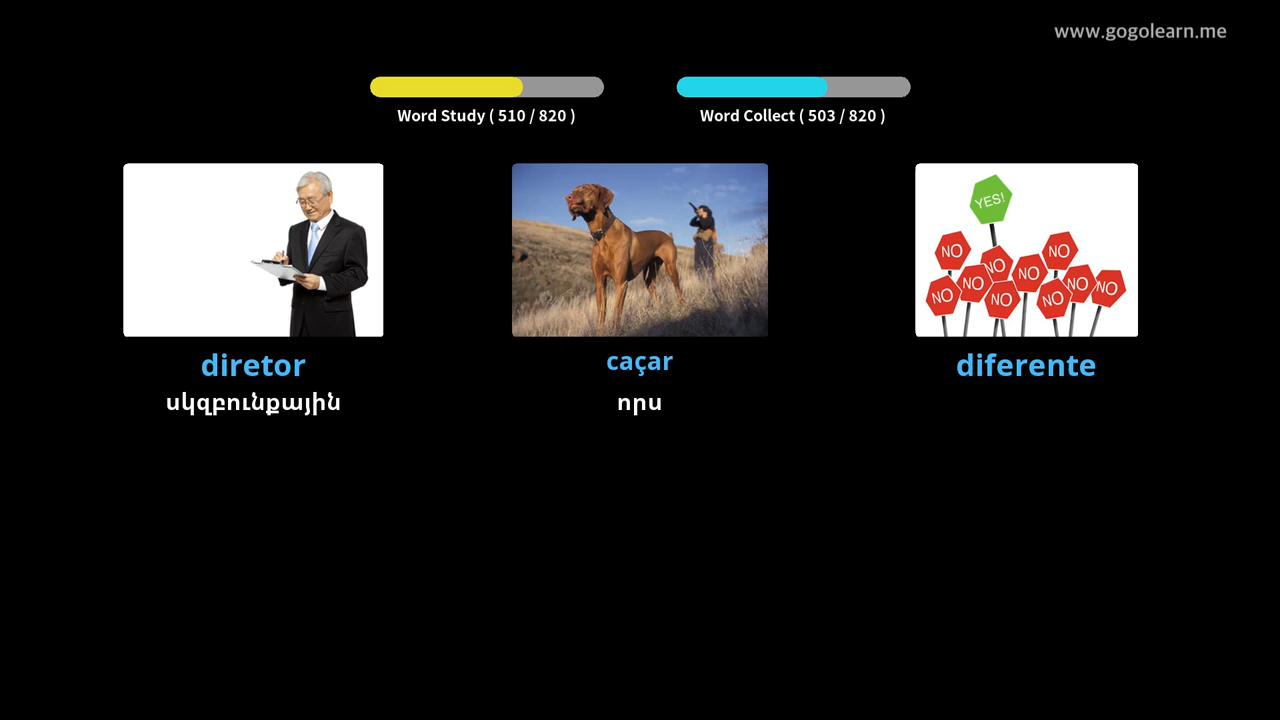 www.gogolearn.me
Word Study ( 510 / 820 )
Word Collect ( 503 / 820 )
YES!
NO
NO
NO
NO
NO
NO
NO
NO
NO
NO
diretor
caçar
diferente
սկզբունքային
որս